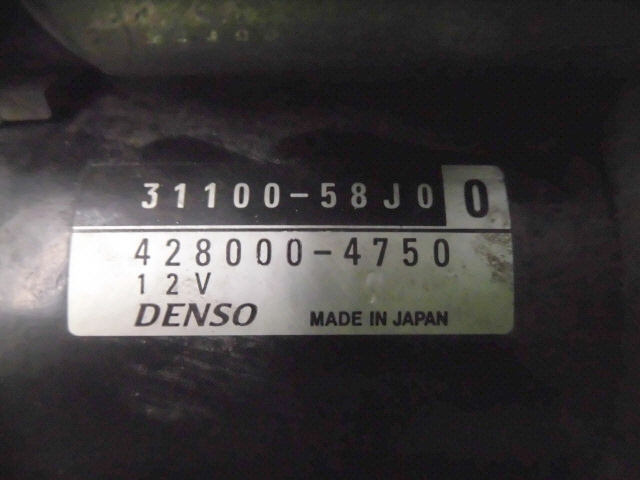 31100-58J0 0
428000-4750
12V
DENSO MADE IN JAPAN